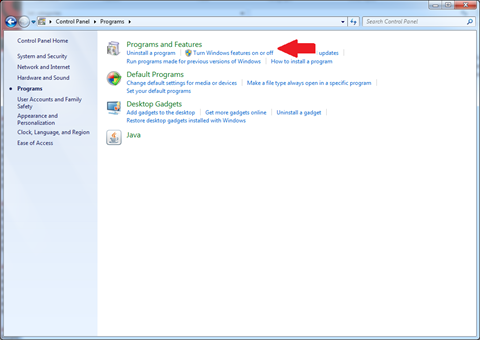 Control Panel Programs
Search Control Panel
Control Panel Home
System and Security
Network and Internet
Hardware and Sound
Programs
User Accounts and Family
Safety
Appearance and
Personalization
Clock, Language, and Region
Ease of Access
Programs and Features
Uninstall a program Turn Windows features on or off updates
Run programs made for previous versions of Windows How to install a program
Default Programs
Change default settings for media or devices Make a file type always open in a specific program
Set your default programs
Desktop Gadgets
Add gadgets to the desktop Get more gadgets online Uninstall a gadget
Restore desktop gadgets installed with Windows
Java